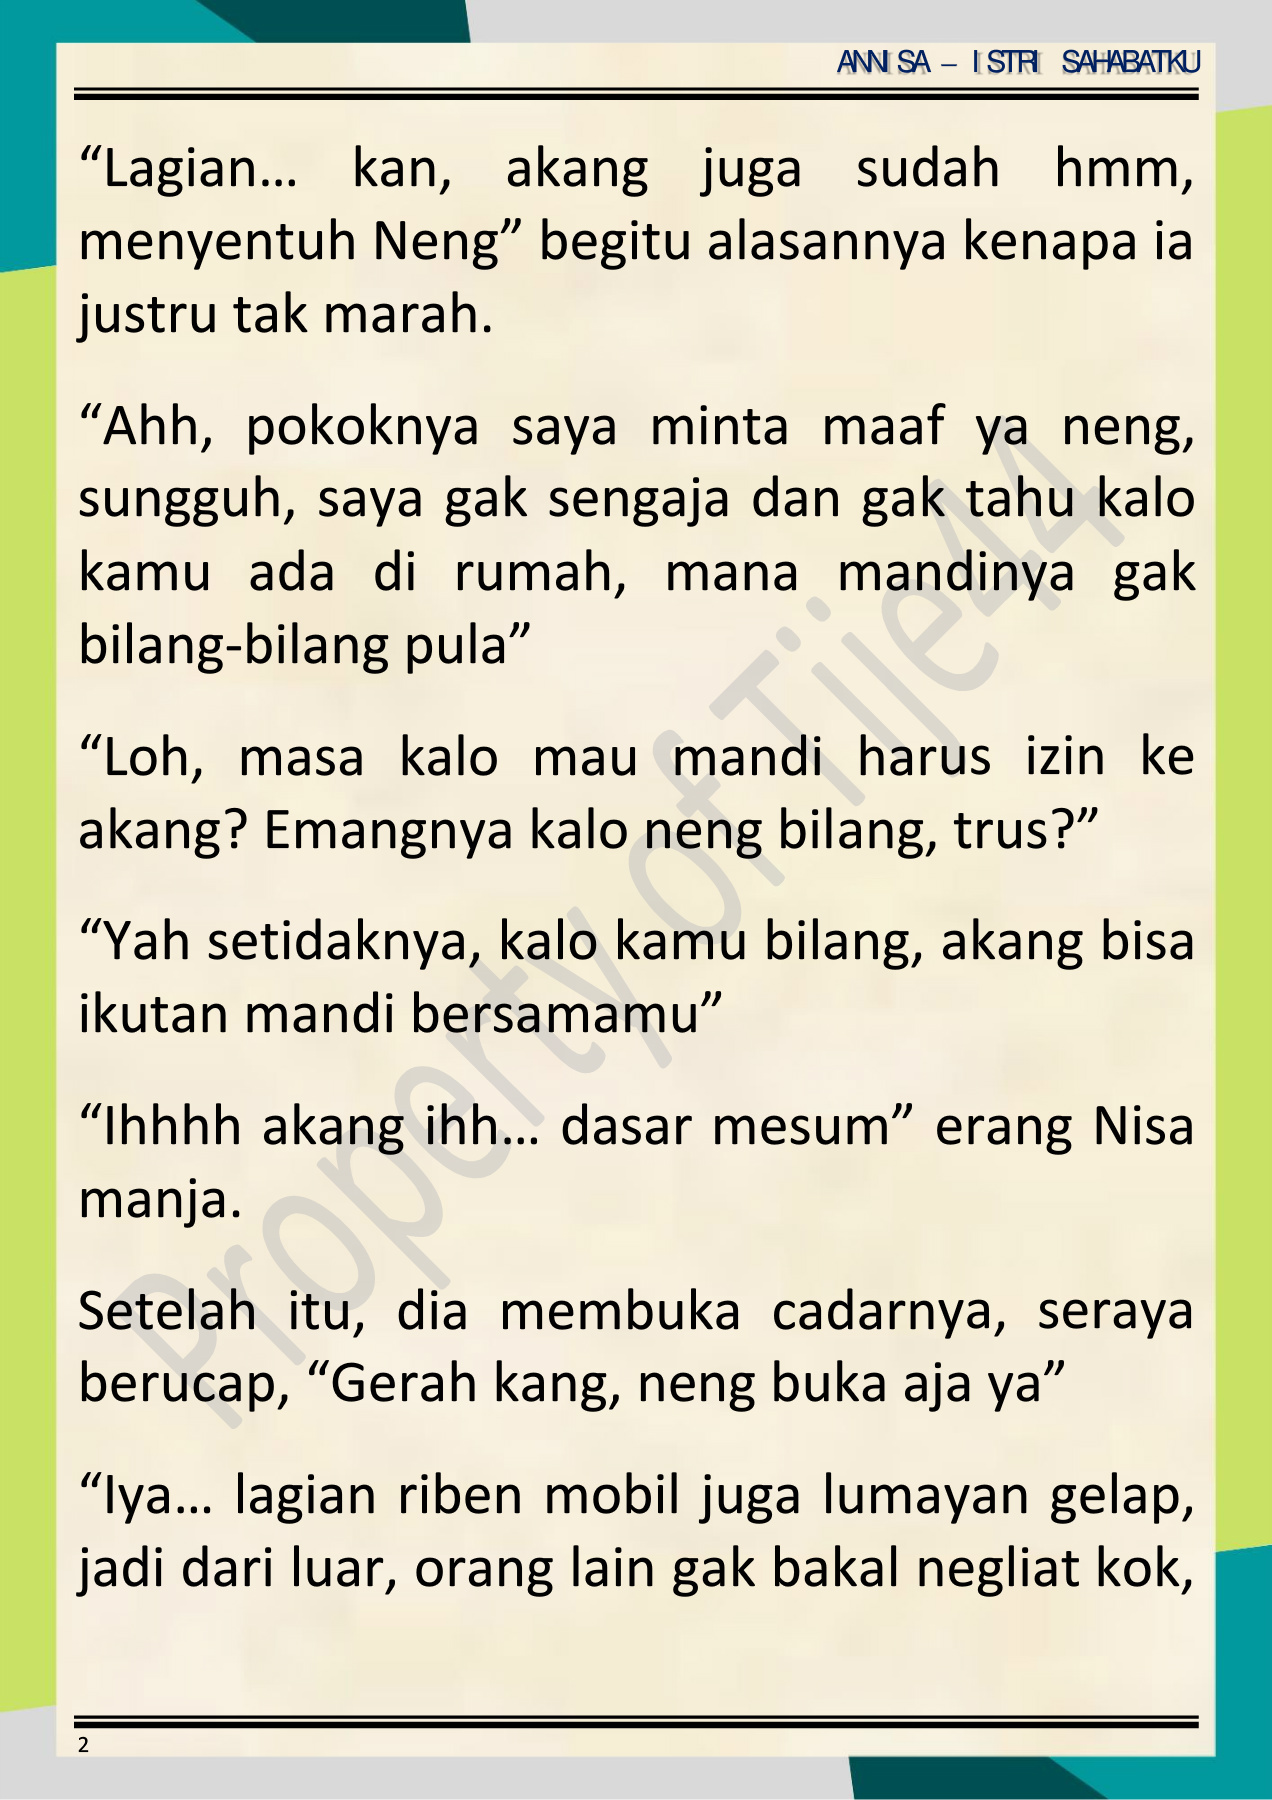 ANNISA – ISTRI SAHABATKU
“Lagian… kan, akang juga sudah hmm,
menyentuh Neng” begitu alasannya kenapa ia
justru tak marah.
“Ahh, pokoknya saya minta maaf ya neng,
sungguh, saya gak sengaja dan gak tahu kalo
kamu ada di rumah, mana mandinya gak
bilang-bilang pula”
“Loh, masa kalo mau mandi harus izin ke
akang? Emangnya kalo neng bilang, trus?”
“Yah setidaknya, kalo kamu bilang, akang bisa
ikutan mandi bersamamu”
“Ihhhh akang ihh… dasar mesum” erang Nisa
manja.
Setelah itu, dia membuka cadarnya, seraya
berucap, “Gerah kang, neng buka aja ya”
“Iya… lagian riben mobil juga lumayan gelap,
jadi dari luar, orang lain gak bakal negliat kok,
2
Property of Tije44